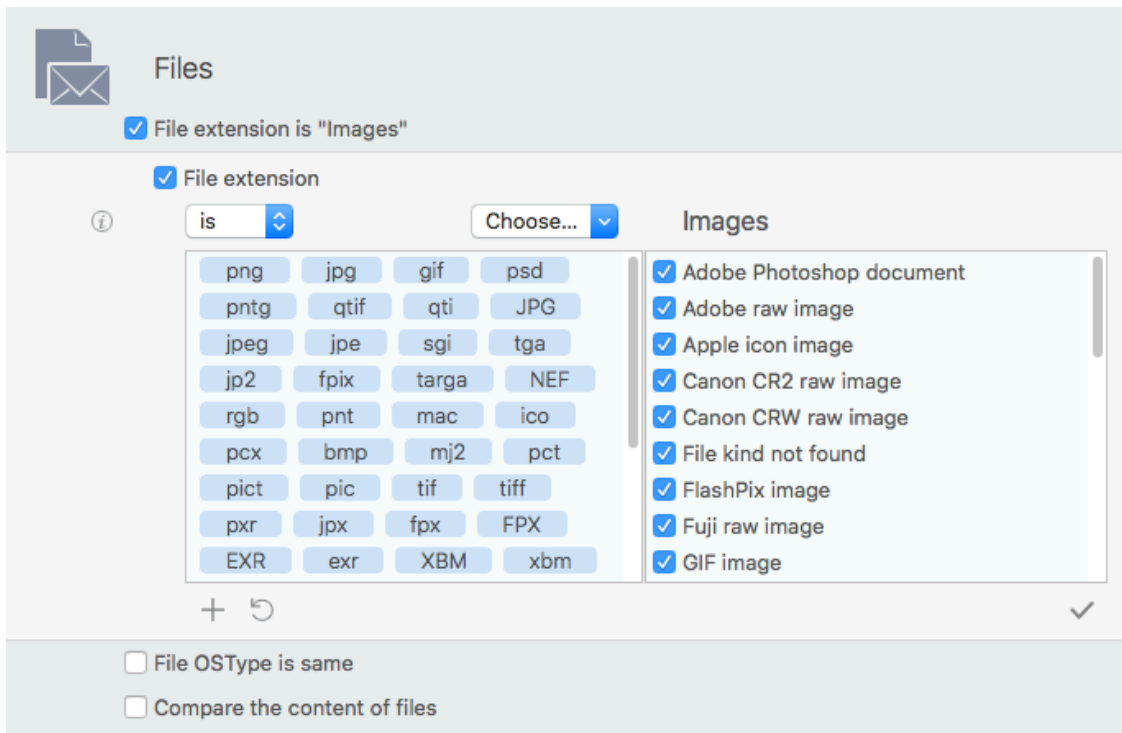 Files
File extension is "Images"
File extension
is Choose... Images
png jpg gif psd
pntg qtif qti JPG
jpeg jpe sgi tga
jp2 fpix targa NEF
rgb pnt mac ico
pcx bmp mj2 pct
pict pic tif tiff
pxr jpx fpx FPX
EXR exr XBM xbm
Adobe Photoshop document
Adobe raw image
Apple icon image
Canon CR2 raw image
Canon CRW raw image
File kind not found
FlashPix image
Fuji raw image
GIF image
File OSType is same
Compare the content of files